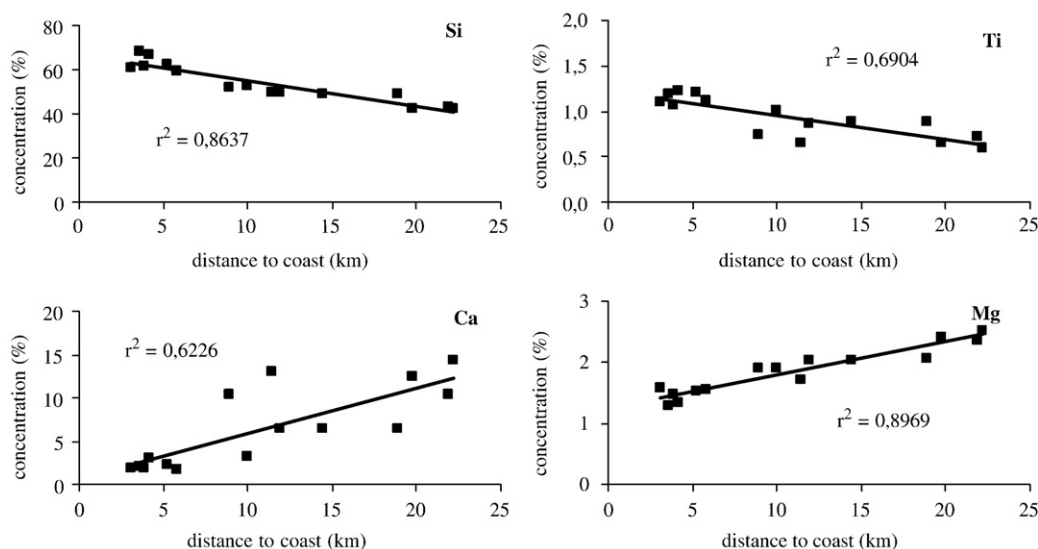 Si
concentration (%)
80
60
40
20
0
r² = 0,8637
0 5 10 15 20 25
distance to coast (km)
Ti
concentration (%)
2,0
1,5
1,0
0,5
0,0
r² = 0,6904
0 5 10 15 20 25
distance to coast (km)
Ca
concentration (%)
20
15
10
5
0
r² = 0,6226
0 5 10 15 20 25
distance to coast (km)
Mg
concentration (%)
3
2
1
0
r² = 0,8969
0 5 10 15 20 25
distance to coast (km)